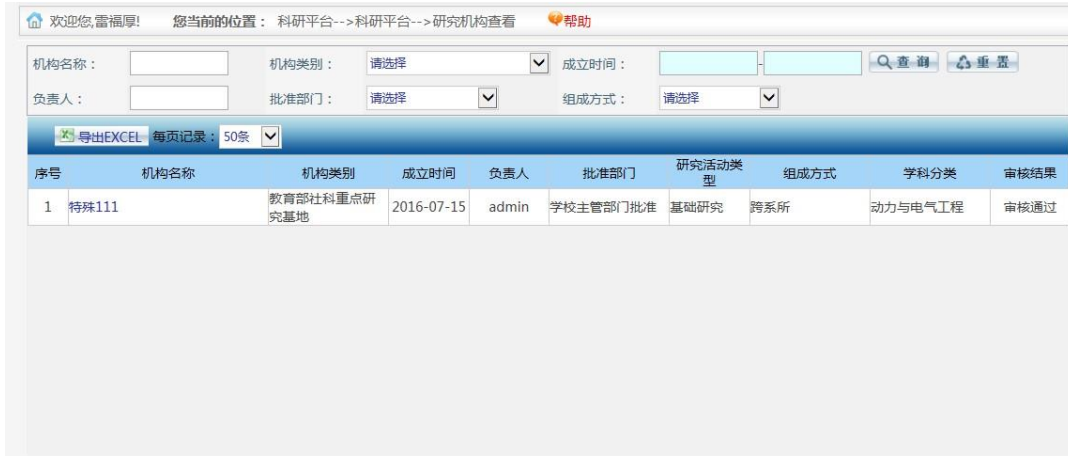 欢迎您,雷福厚! 您当前的位置： 科研平台-->科研平台-->研究机构查看 帮助
机构名称： 机构类别： 请选择 成立时间： - 查询 重置
负责人： 批准部门： 请选择 组成方式： 请选择
导出EXCEL 每页记录： 50条
序号 机构名称 机构类别 成立时间 负责人 批准部门 研究活动类型 组成方式 学科分类 审核结果
1 特殊111 教育部社科重点研究基地 2016-07-15 admin 学校主管部门批准 基础研究 跨系所 动力与电气工程 审核通过